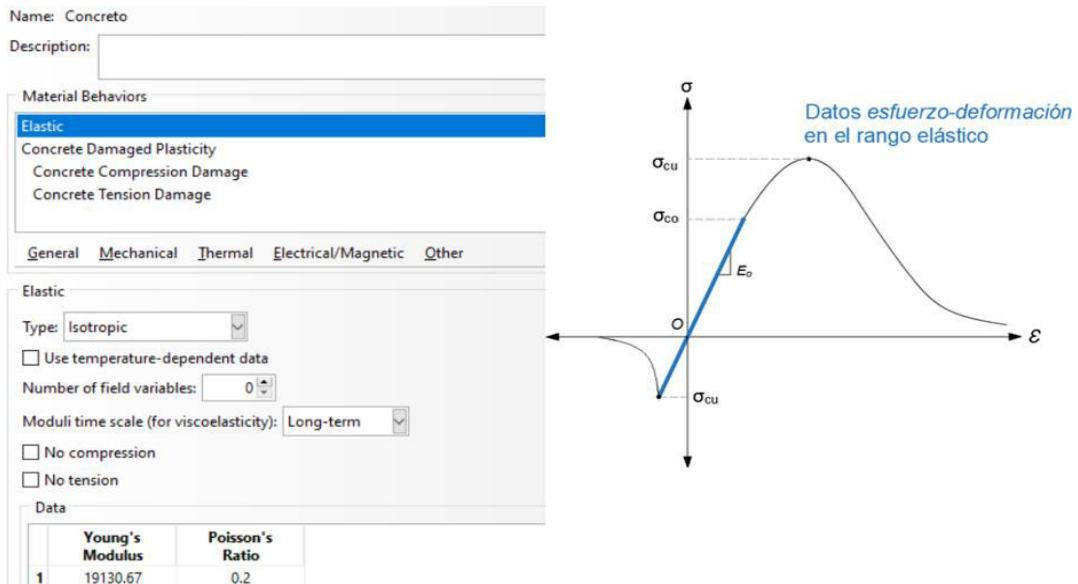 Name: Concreto
Description:
Material Behaviors
Elastic
Concrete Damaged Plasticity
Concrete Compression Damage
Concrete Tension Damage
General Mechanical Thermal Electrical/Magnetic Other
Elastic
Type: Isotropic
Use temperature-dependent data
Number of field variables: 0
Moduli time scale (for viscoelasticity): Long-term
No compression
No tension
Data
Young's Modulus Poisson's Ratio
1 19130.67 0.2
σ
Datos esfuerzo-deformación
en el rango elástico
σcu
σco
Eo
O
ε
σcu